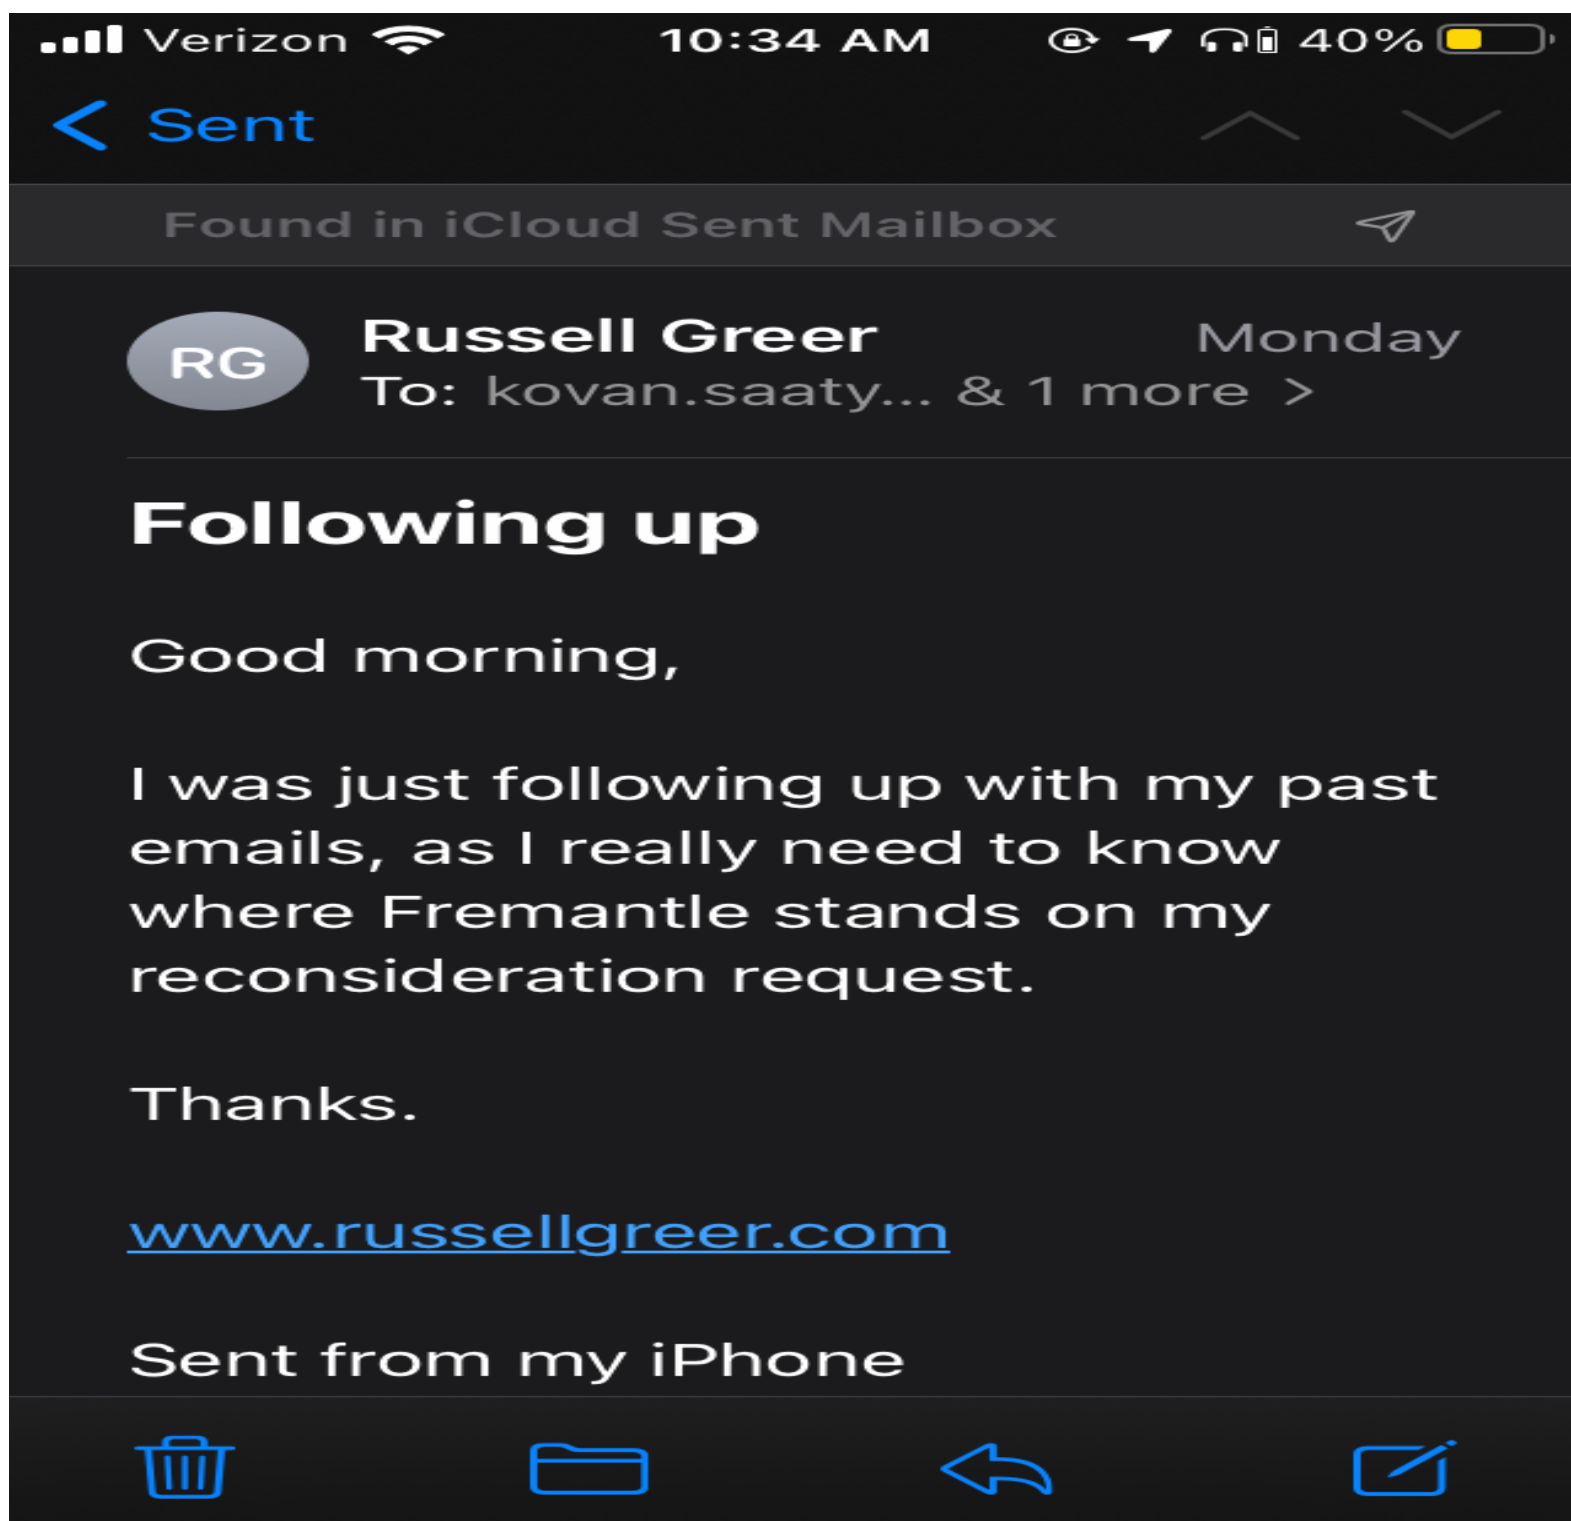 Verizon 10:34 AM 40%
Sent
Found in iCloud Sent Mailbox
RG Russell Greer Monday
To: kovan.saaty... & 1 more >
Following up
Good morning,
I was just following up with my past
emails, as I really need to know
where Fremantle stands on my
reconsideration request.
Thanks.
www.russellgreer.com
Sent from my iPhone